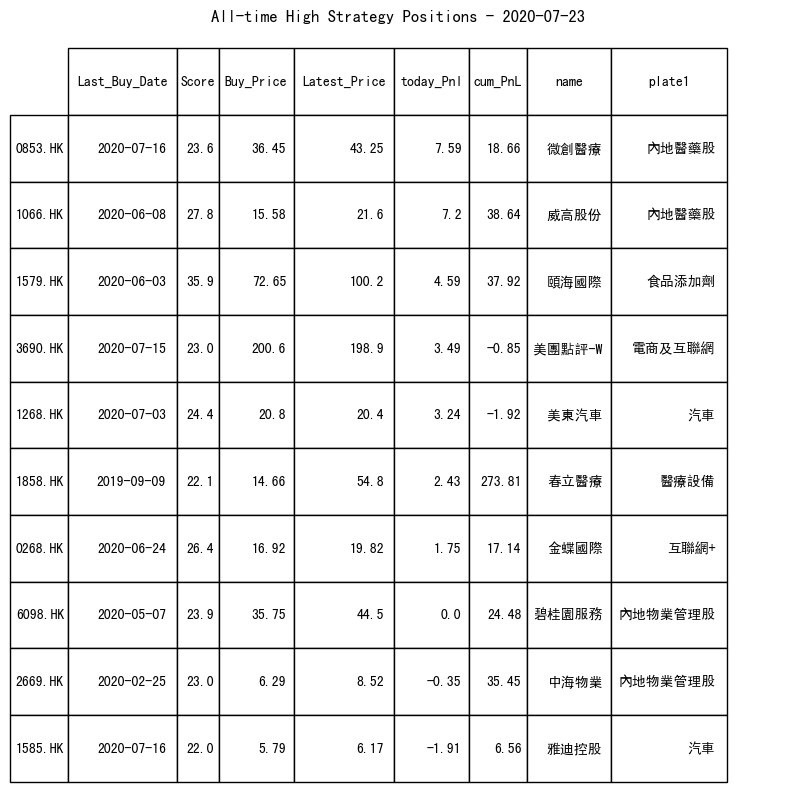 All-time High Strategy Positions - 2020-07-23
Last_Buy_Date Score Buy_Price Latest_Price today_Pnl cum_PnL name plate1
0853.HK 2020-07-16 23.6 36.45 43.25 7.59 18.66 微創醫療 內地醫藥股
1066.HK 2020-06-08 27.8 15.58 21.6 7.2 38.64 威高股份 內地醫藥股
1579.HK 2020-06-03 35.9 72.65 100.2 4.59 37.92 頤海國際 食品添加劑
3690.HK 2020-07-15 23.0 200.6 198.9 3.49 -0.85 美團點評-W 電商及互聯網
1268.HK 2020-07-03 24.4 20.8 20.4 3.24 -1.92 美東汽車 汽車
1858.HK 2019-09-09 22.1 14.66 54.8 2.43 273.81 春立醫療 醫療設備
0268.HK 2020-06-24 26.4 16.92 19.82 1.75 17.14 金蝶國際 互聯網+
6098.HK 2020-05-07 23.9 35.75 44.5 0.0 24.48 碧桂園服務 內地物業管理股
2669.HK 2020-02-25 23.0 6.29 8.52 -0.35 35.45 中海物業 內地物業管理股
1585.HK 2020-07-16 22.0 5.79 6.17 -1.91 6.56 雅迪控股 汽車